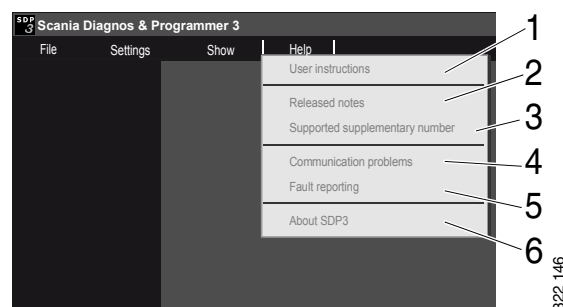 SDP
3 Scania Diagnos & Programmer 3
File Settings Show Help
User instructions
Released notes
Supported supplementary number
Communication problems
Fault reporting
About SDP3
1
2
3
4
5
6
322 146